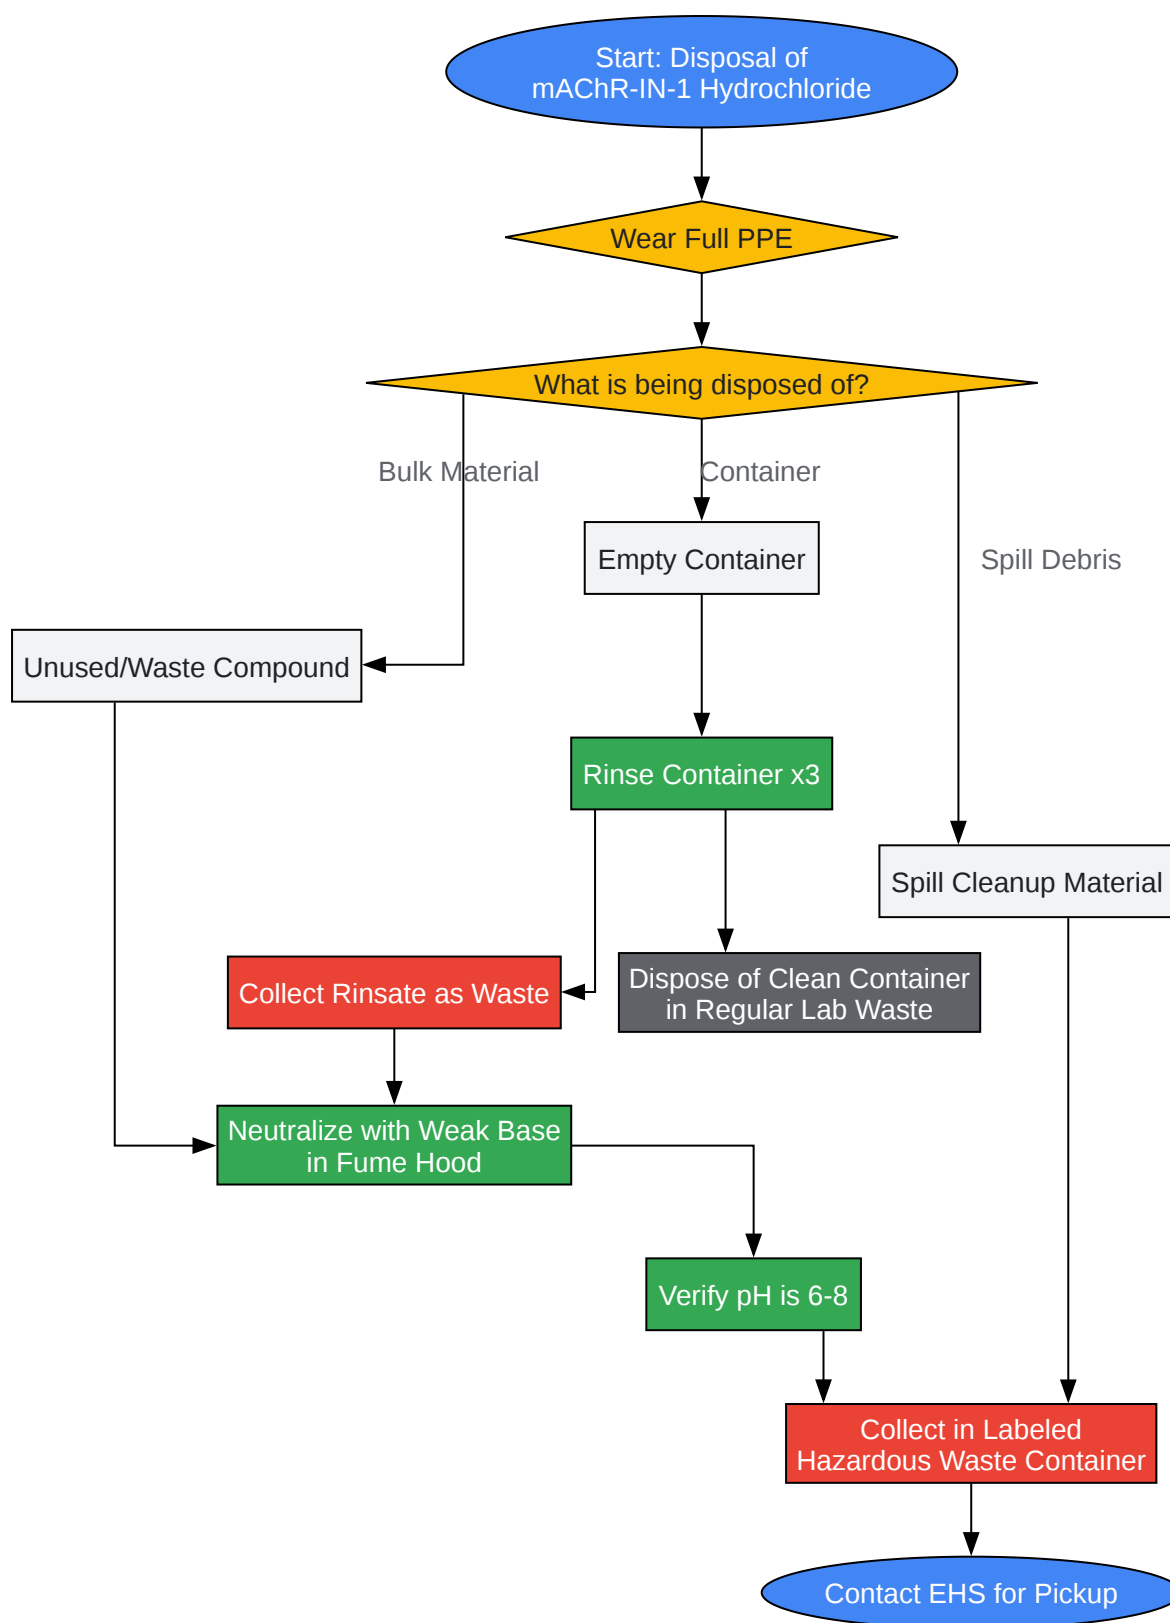 Start: Disposal of
mAChR-IN-1 Hydrochloride
Wear Full PPE
What is being disposed of?
Bulk Material
Container
Empty Container
Spill Debris
Unused/Waste Compound
Rinse Container x3
Spill Cleanup Material
Collect Rinsate as Waste
Dispose of Clean Container
in Regular Lab Waste
Neutralize with Weak Base
in Fume Hood
Verify pH is 6-8
Collect in Labeled
Hazardous Waste Container
Contact EHS for Pickup